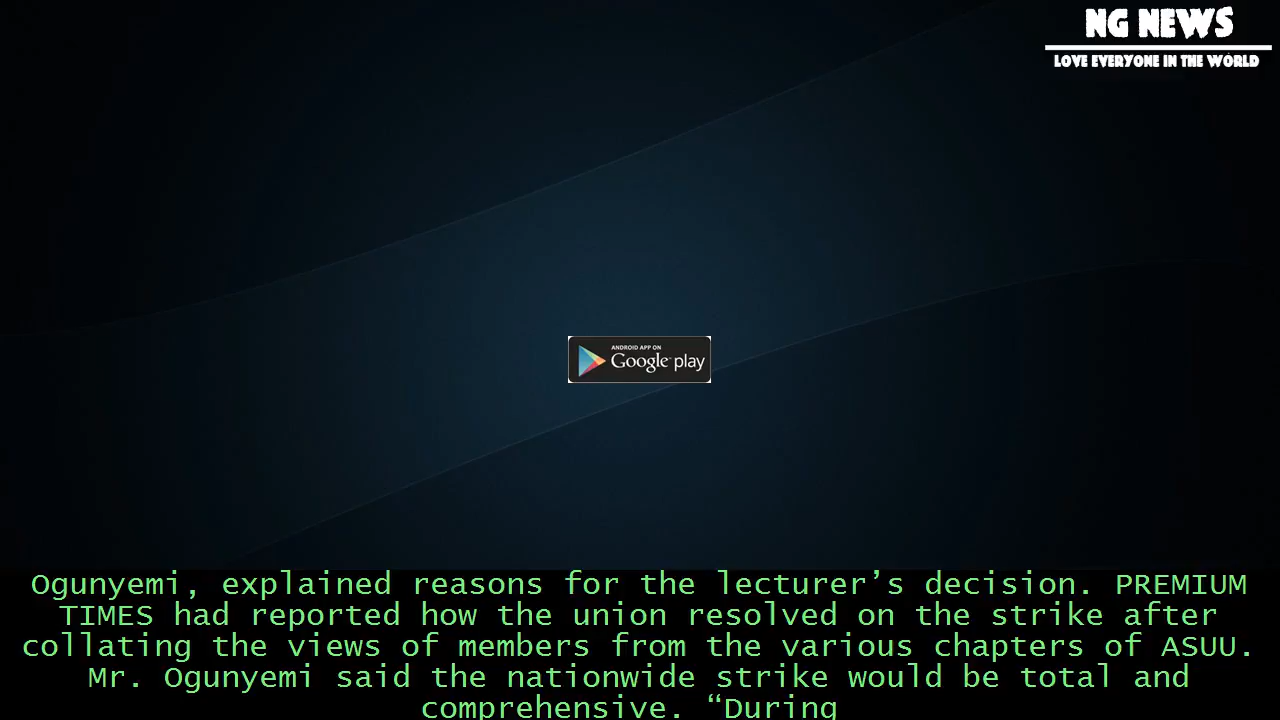 NG NEWS
LOVE EVERYONE IN THE WORLD
ANDROID APP ON
Google play
Ogunyemi, explained reasons for the lecturer’s decision. PREMIUM
TIMES had reported how the union resolved on the strike after
collating the views of members from the various chapters of ASUU.
Mr. Ogunyemi said the nationwide strike would be total and
comprehensive. “During